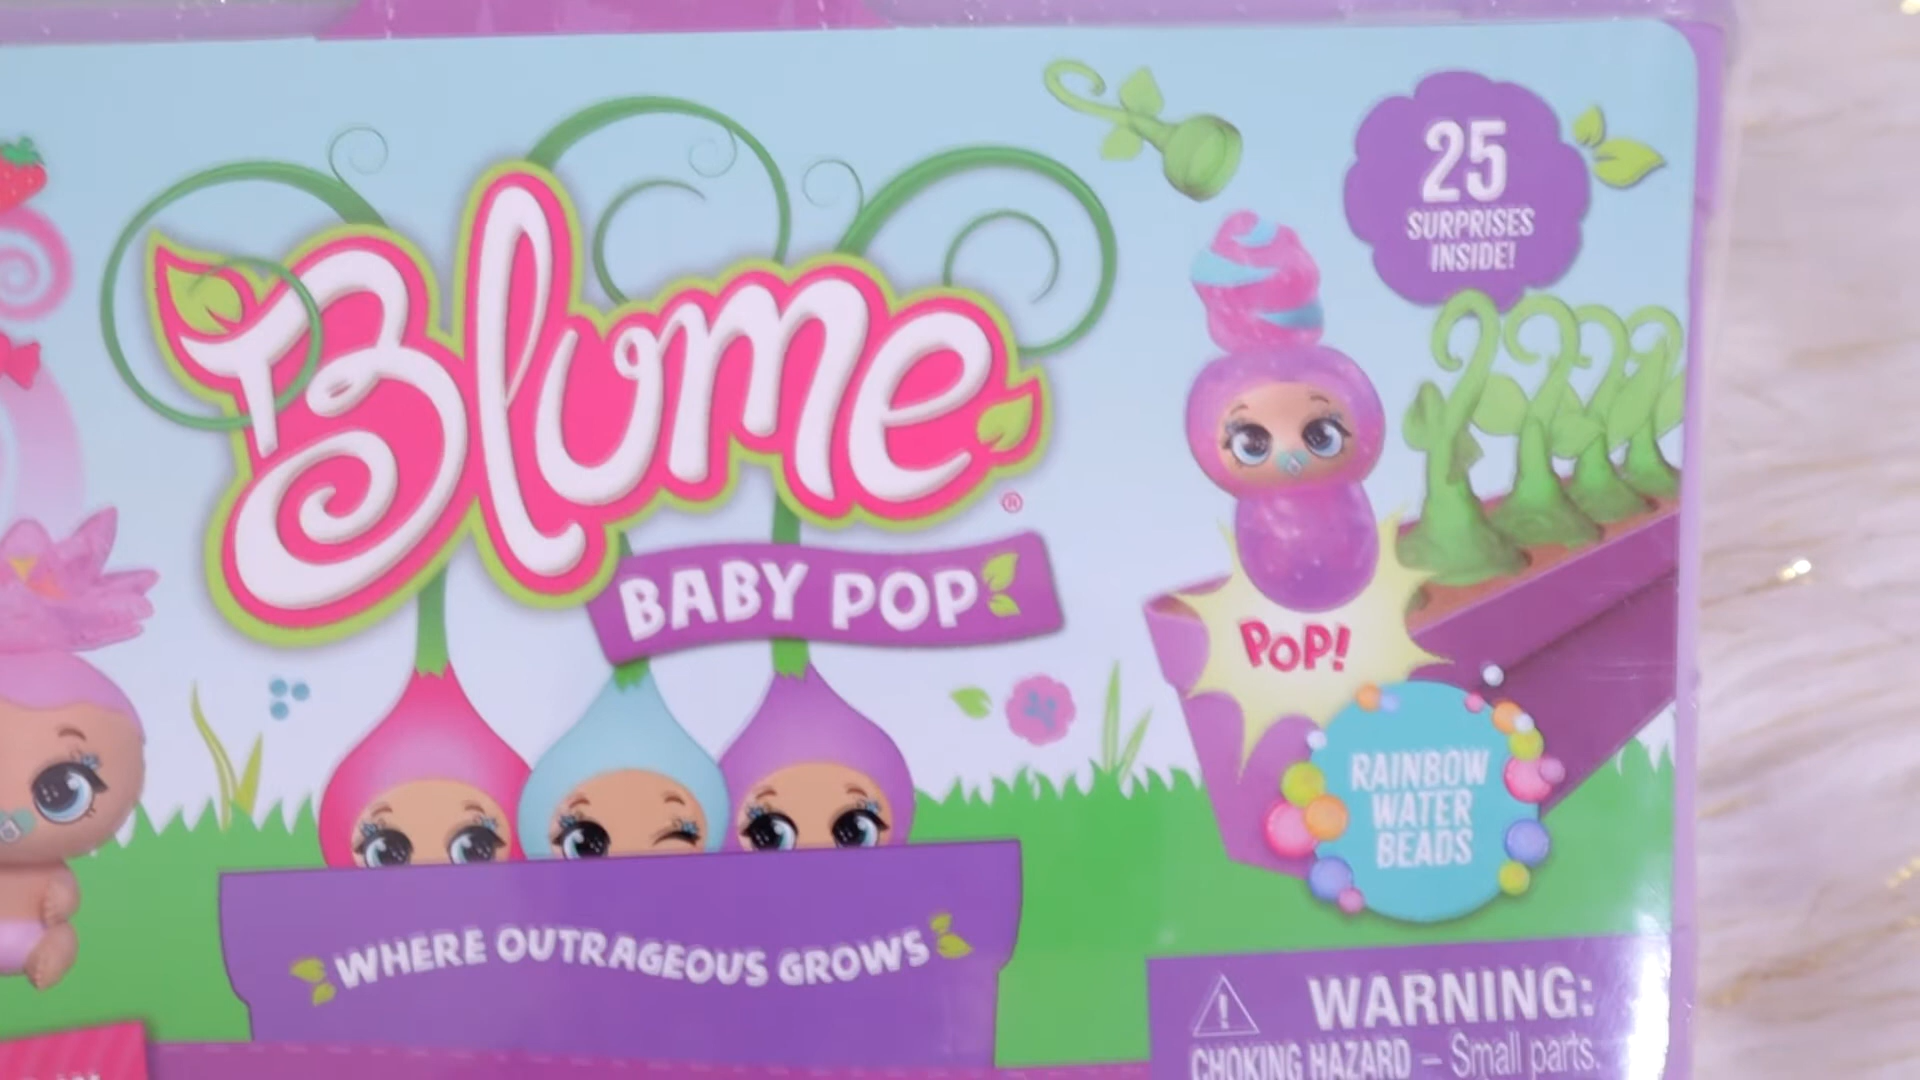 Blume®
BABY POP
WHERE OUTRAGEOUS GROWS
25
SURPRISES
INSIDE!
POP!
RAINBOW
WATER
BEADS
WARNING:
CHOKING HAZARD – Small parts.